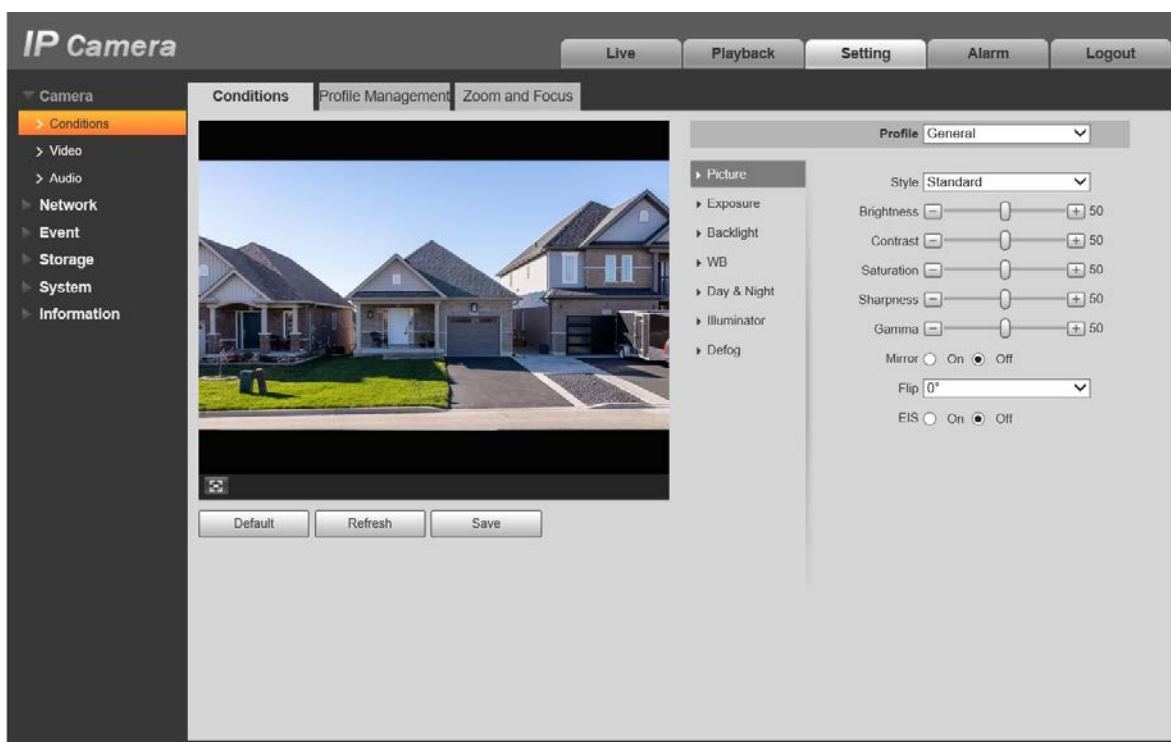 IP Camera
Live Playback Setting Alarm Logout
Camera
Conditions
Video
Audio
Network
Event
Storage
System
Information
Conditions Profile Management Zoom and Focus
Default Refresh Save
Picture
Exposure
Backlight
WB
Day & Night
Illuminator
Defog
Profile General
Style Standard
Brightness - + 50
Contrast - + 50
Saturation - + 50
Sharpness - + 50
Gamma - + 50
Mirror On Off
Flip 0°
EIS On Off